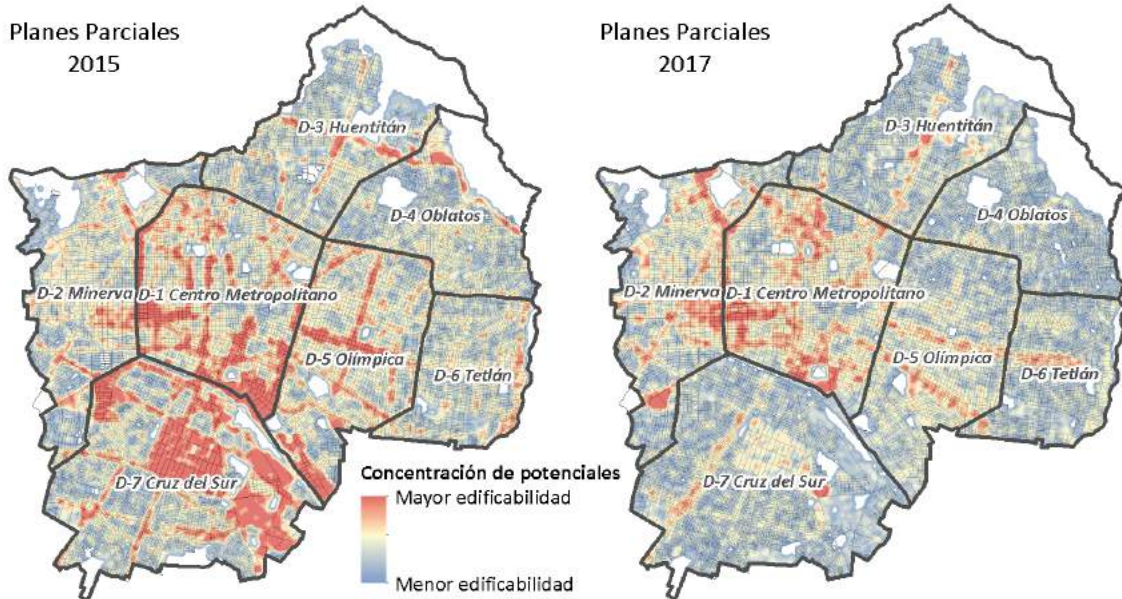 Planes Parciales
2015
D-3 Huentitán
D-4 Oblatos
D-2 Minerva
D-1 Centro Metropolitano
D-5 Olímpica
D-6 Tetlán
D-7 Cruz del Sur
Concentración de potenciales
Mayor edificabilidad
Menor edificabilidad
Planes Parciales
2017
D-3 Huentitán
D-4 Oblatos
D-2 Minerva
D-1 Centro Metropolitano
D-5 Olímpica
D-6 Tetlán
D-7 Cruz del Sur